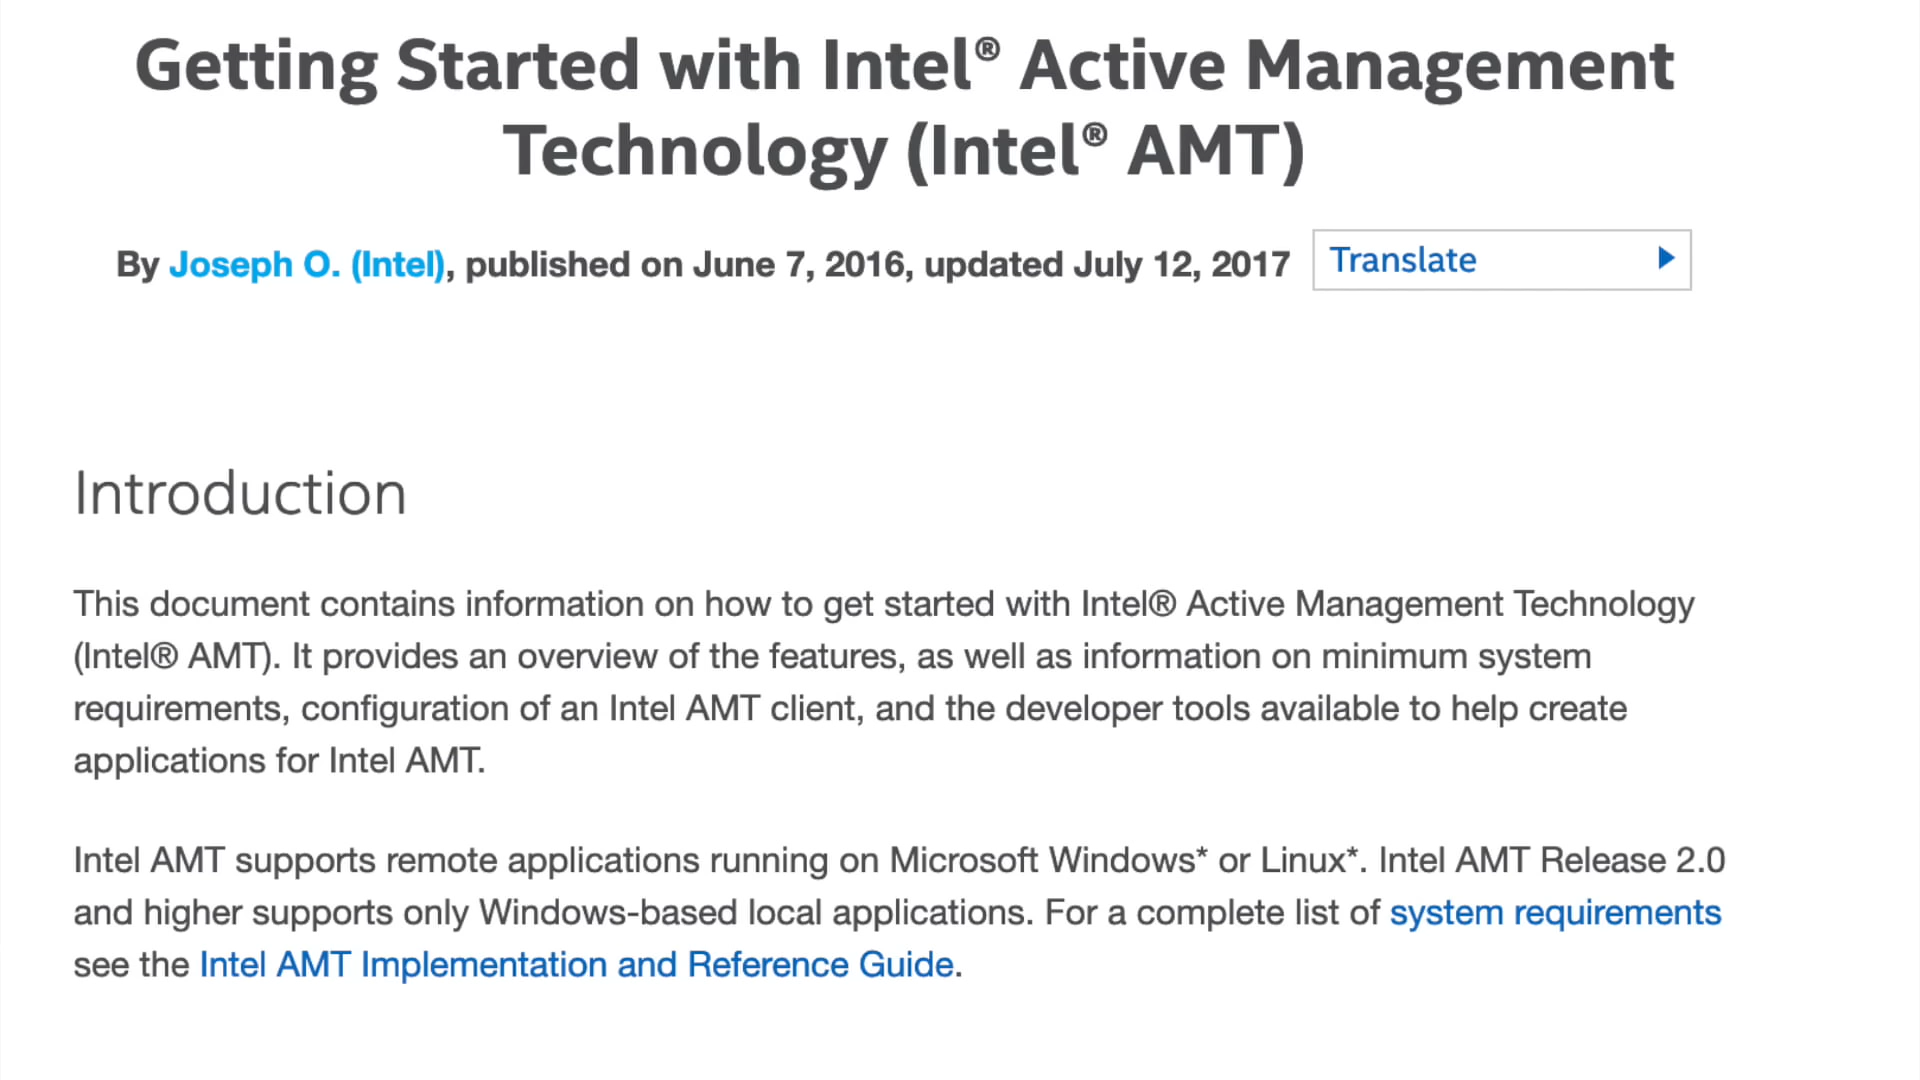 Getting Started with Intel® Active Management
Technology (Intel® AMT)
By Joseph O. (Intel), published on June 7, 2016, updated July 12, 2017
Translate
Introduction
This document contains information on how to get started with Intel® Active Management Technology
(Intel® AMT). It provides an overview of the features, as well as information on minimum system
requirements, configuration of an Intel AMT client, and the developer tools available to help create
applications for Intel AMT.
Intel AMT supports remote applications running on Microsoft Windows* or Linux*. Intel AMT Release 2.0
and higher supports only Windows-based local applications. For a complete list of system requirements
see the Intel AMT Implementation and Reference Guide.